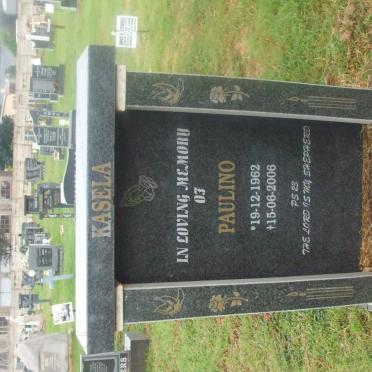 KASELA
IN LOVING MEMORY
OF
PAULINO
*19-12-1962
+15-06-2006
PS 23
THE LORD IS MY SHEPHERD